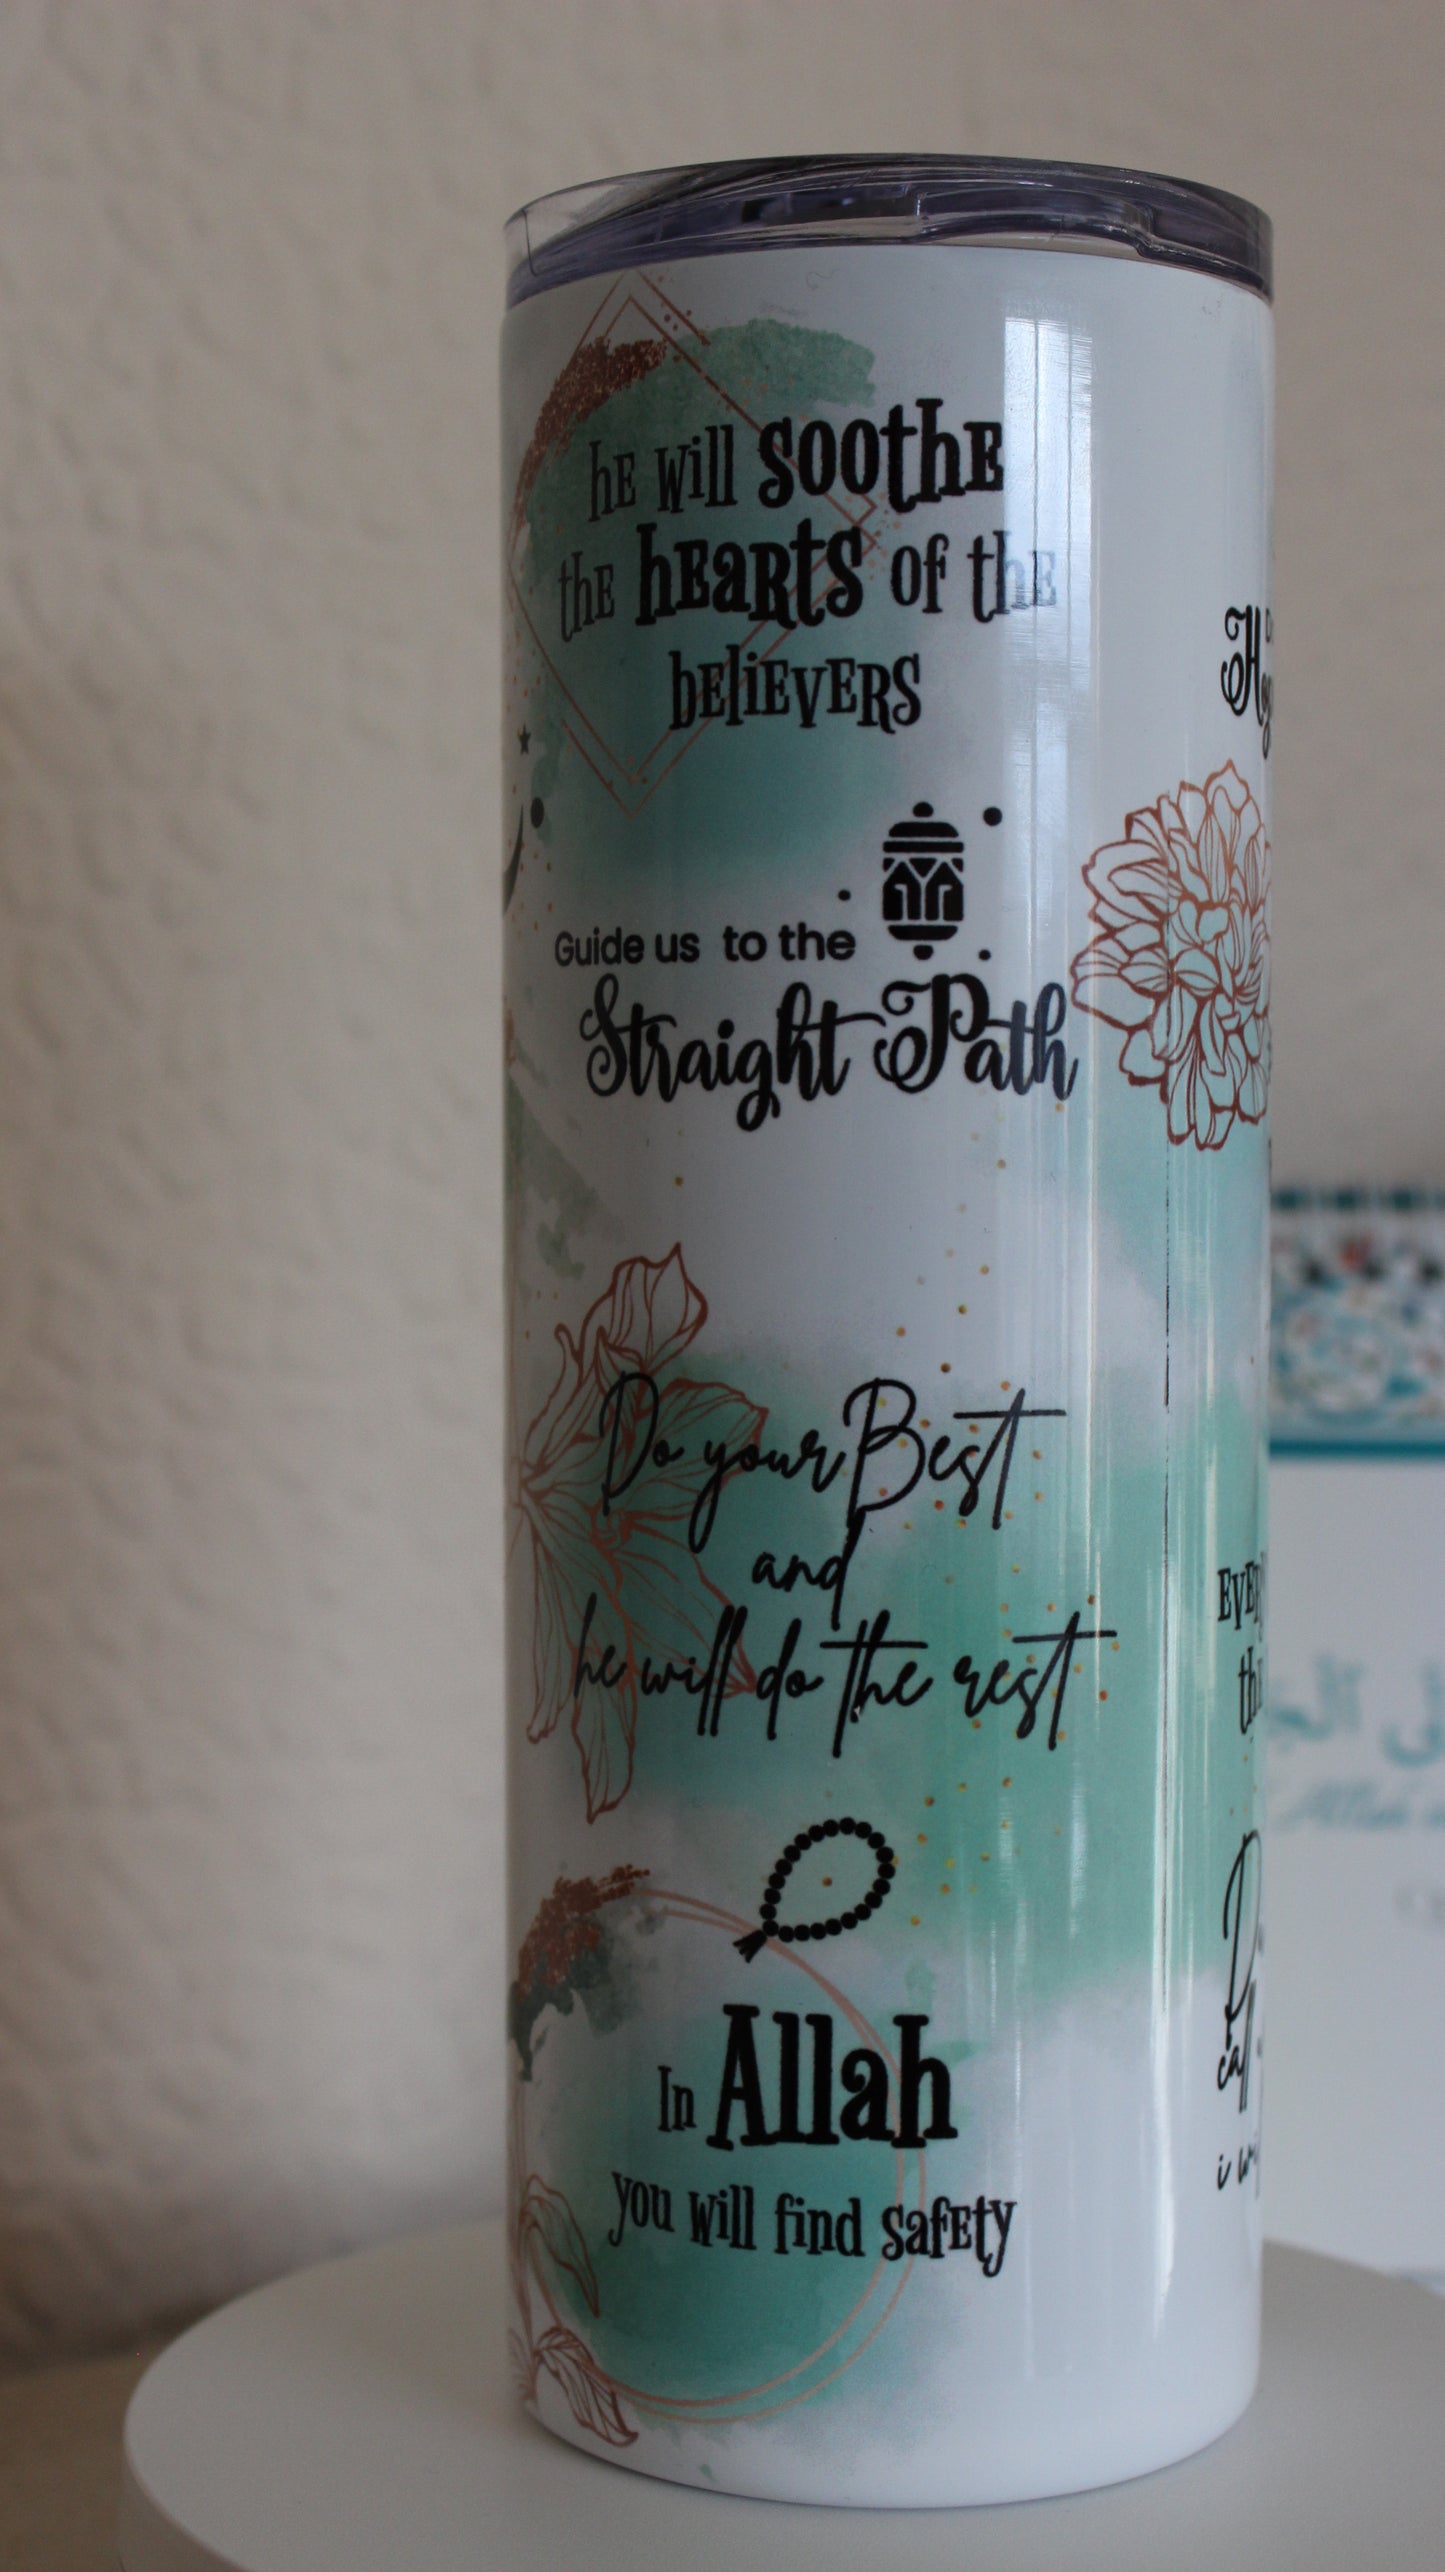 he will soothe
the hearts of the
believers
Guide us to the
Straight Path
Do your Best
and
he will do the rest
In Allah
you will find safety
call
i